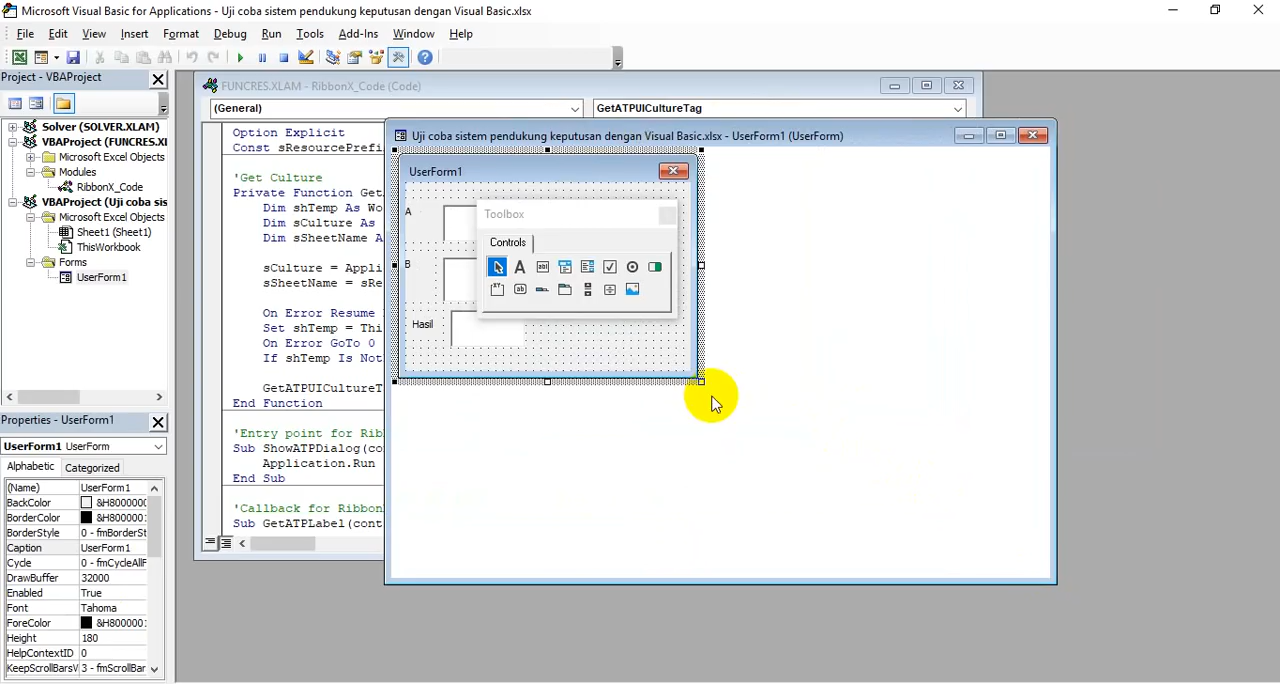 Microsoft Visual Basic for Applications - Uji coba sistem pendukung keputusan dengan Visual Basic.xlsx
File Edit View Insert Format Debug Run Tools Add-Ins Window Help
Project - VBAProject
Solver (SOLVER.XLAM)
VBAProject (FUNCRES.XL
Microsoft Excel Objects
Modules
RibbonX_Code
VBAProject (Uji coba sis
Microsoft Excel Objects
Sheet1 (Sheet1)
ThisWorkbook
Forms
UserForm1
Properties - UserForm1
UserForm1 UserForm
Alphabetic Categorized
(Name) UserForm1
BackColor &H8000000
BorderColor &H8000001
BorderStyle 0 - fmBorderSt
Caption UserForm1
Cycle 0 - fmCycleAllF
DrawBuffer 32000
Enabled True
Font Tahoma
ForeColor &H8000001
Height 180
HelpContextID 0
KeepScrollBarsV 3 - fmScrollBar
FUNCRES.XLAM - RibbonX_Code (Code)
(General) GetATPUICultureTag
Option Explicit
Const sResourcePrefi
'Get Culture
Private Function GetA
Dim shTemp As Wo
Dim sCulture As
Dim sSheetName A
sCulture = Appli
sSheetName = sRe
On Error Resume
Set shTemp = Thi
On Error GoTo 0
If shTemp Is Not
GetATPUICultureT
End Function
'Entry point for Rib
Sub ShowATPDialog(co
Application.Run
End Sub
'Callback for Ribbon
Sub GetATPLabel(cont
Uji coba sistem pendukung keputusan dengan Visual Basic.xlsx - UserForm1 (UserForm)
UserForm1
A
B
Hasil
Toolbox
Controls